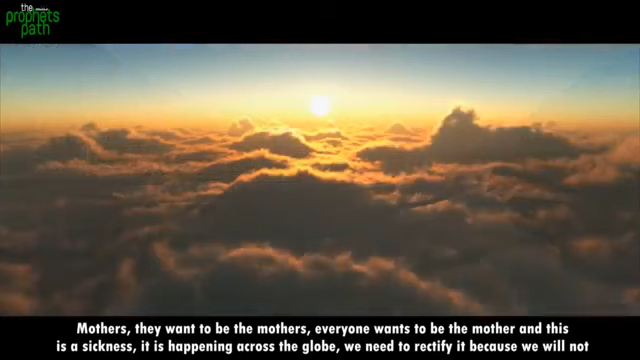 the
prophets
path
Mothers, they want to be the mothers, everyone wants to be the mother and this
is a sickness, it is happening across the globe, we need to rectify it because we will not